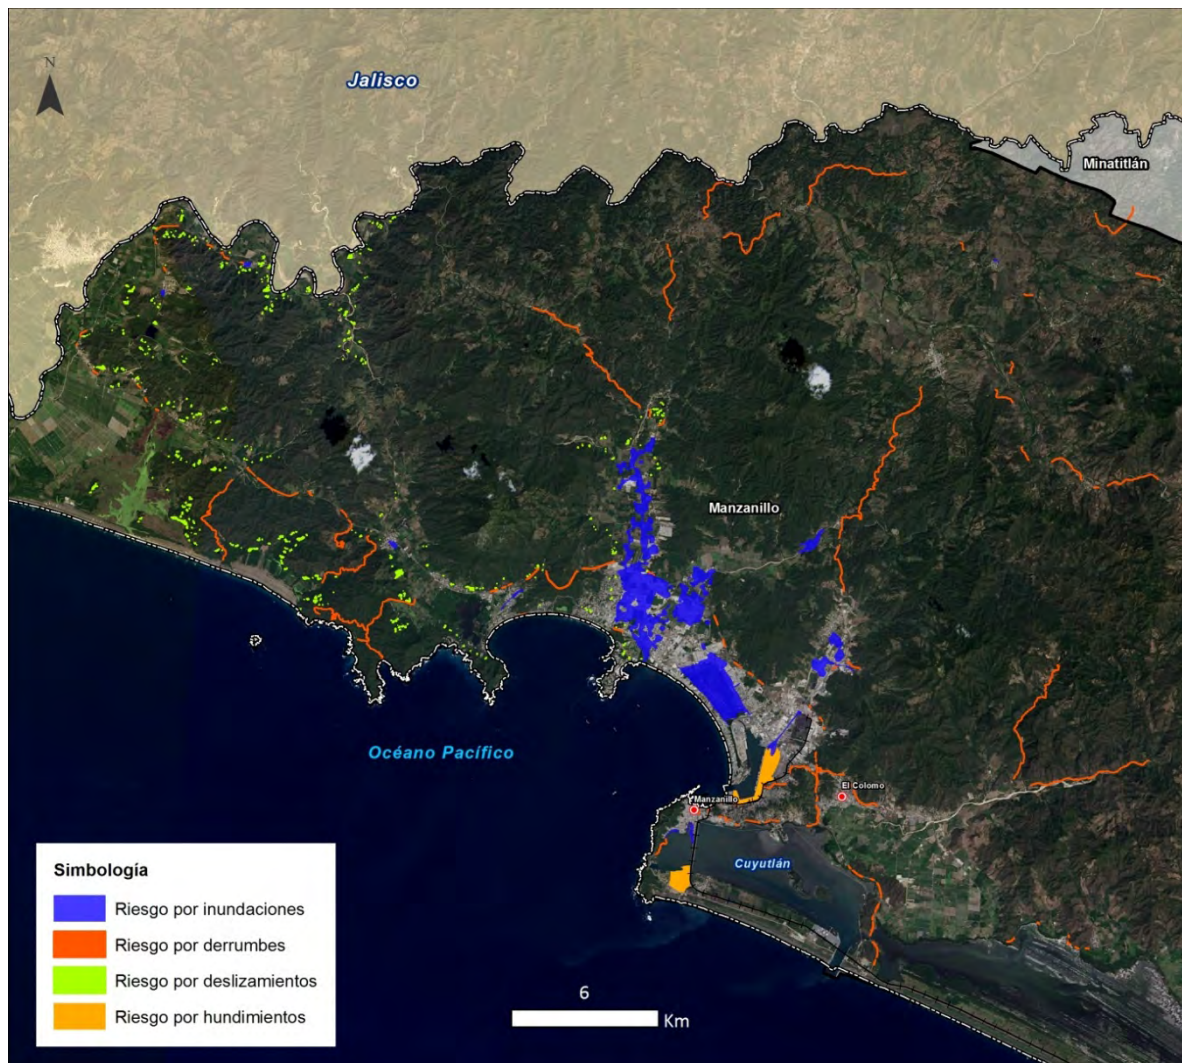 N
Jalisco
Minatitlán
Manzanillo
Océano Pacífico
Manzanillo
El Colomo
Cuyutlán
Simbología
Riesgo por inundaciones
Riesgo por derrumbes
Riesgo por deslizamientos
Riesgo por hundimientos
6
Km